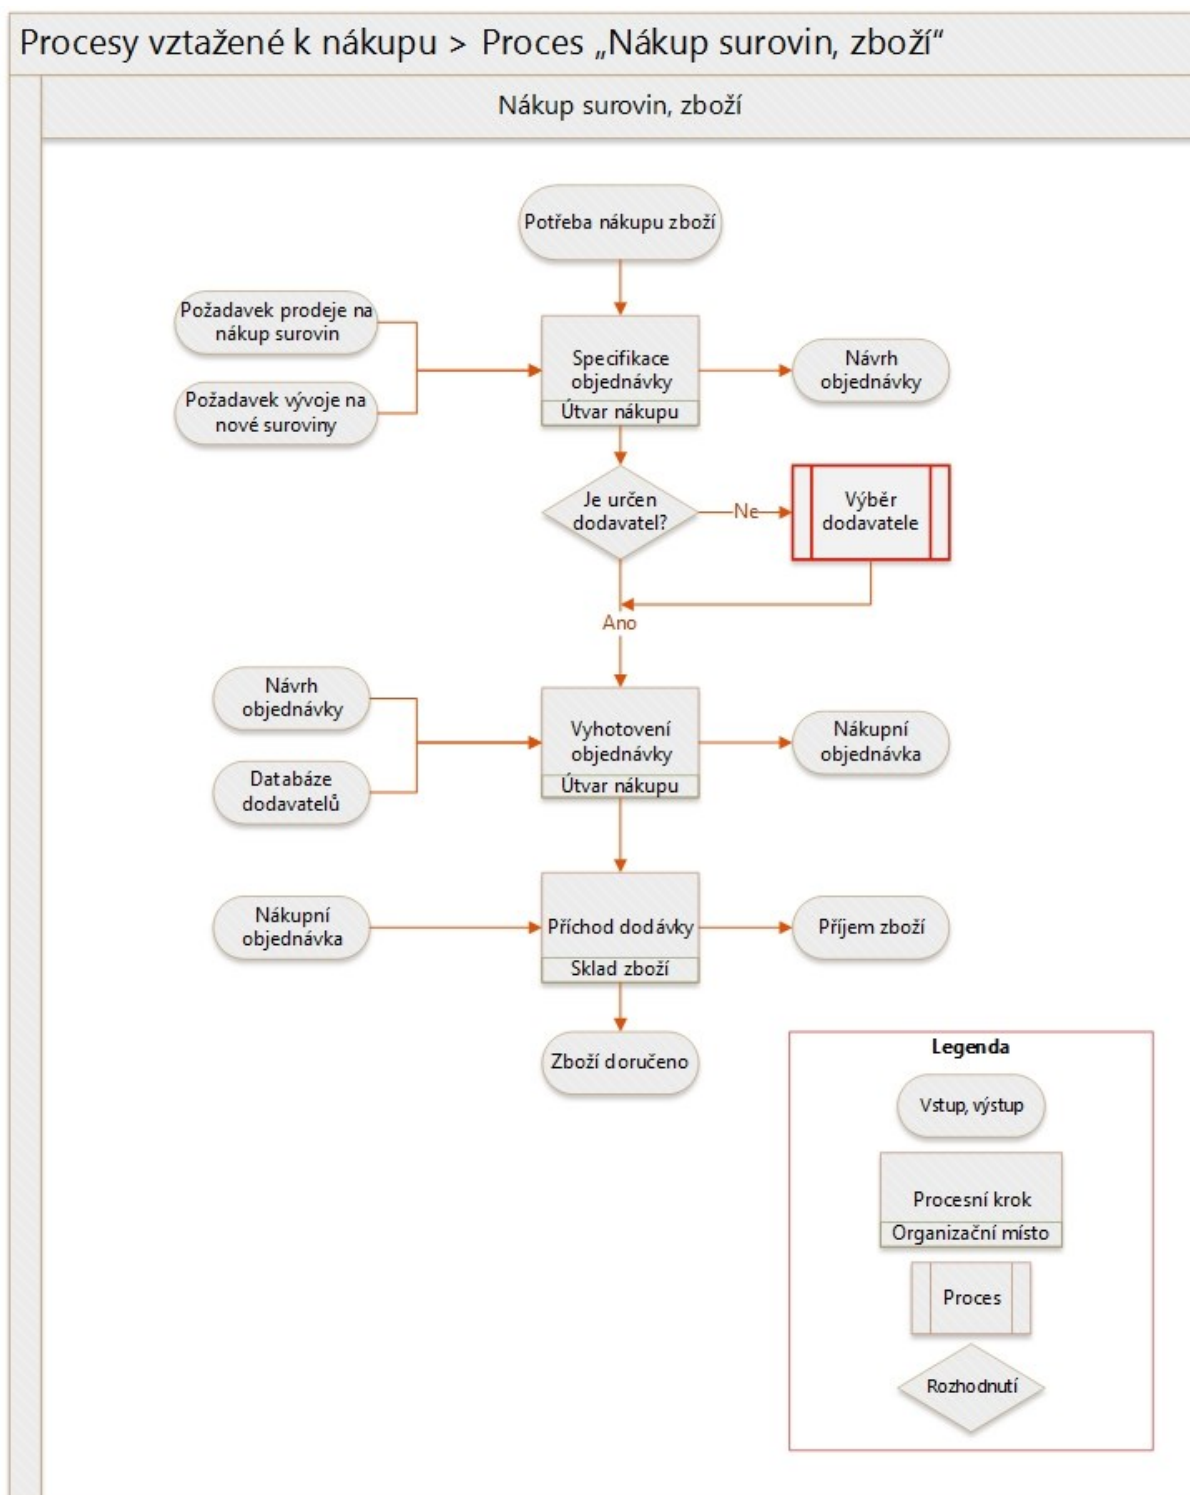 Procesy vztažené k nákupu > Proces „Nákup surovin, zboží“
Nákup surovin, zboží
Potřeba nákupu zboží
Požadavek prodeje na
nákup surovin
Požadavek vývoje na
nové suroviny
Specifikace
objednávky
Útvar nákupu
Návrh
objednávky
Je určen
dodavatel?
Ne
Výběr
dodavatele
Ano
Návrh
objednávky
Databáze
dodavatelů
Vyhotovení
objednávky
Útvar nákupu
Nákupní
objednávka
Nákupní
objednávka
Příchod dodávky
Sklad zboží
Příjem zboží
Zboží doručeno
Legenda
Vstup, výstup
Procesní krok
Organizační místo
Proces
Rozhodnutí